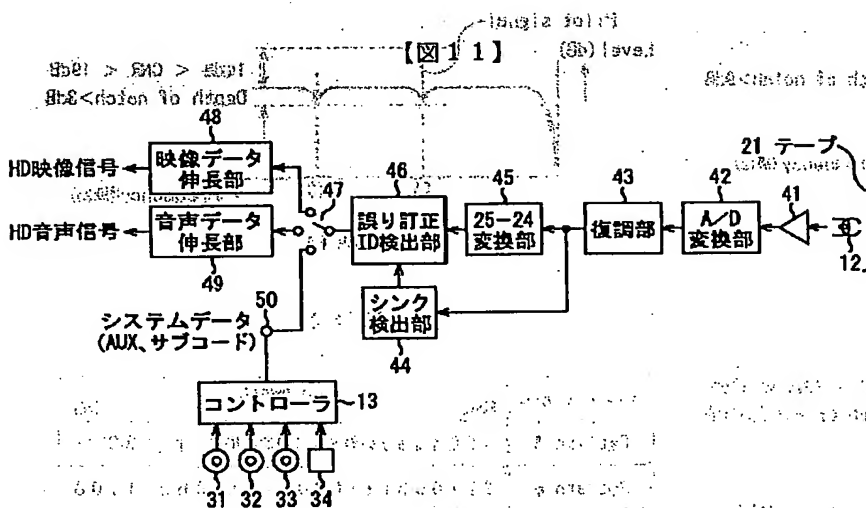 Pilot signal
【図11】
Level (dB)
16dB < CNR < 19dB
Depth of notch>3dB
48
映像データ
伸長部
HD映像信号
47
46
誤り訂正
ID検出部
45
25-24
変換部
43
復調部
42
A/D
変換部
41
21 テープ
12
音声データ
伸長部
HD音声信号
49
シンク
検出部
44
50
システムデータ
(AUX、サブコード)
コントローラ
13
31
32
33
34